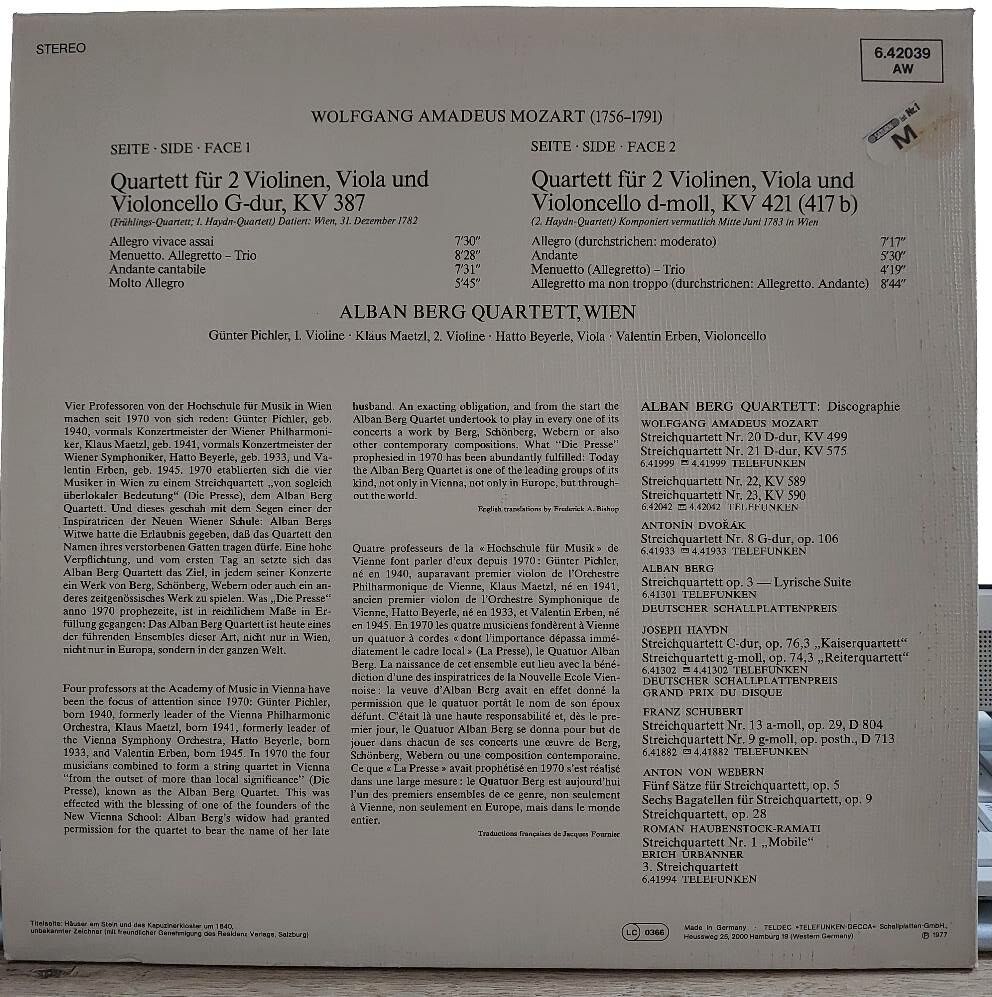 STEREO
6.42039
AW
Nr.1
M
WOLFGANG AMADEUS MOZART (1756–1791)
SEITE · SIDE · FACE 1
Quartett für 2 Violinen, Viola und
Violoncello G-dur, KV 387
(Frühlings-Quartett; 1. Haydn-Quartett) Datiert: Wien, 31. Dezember 1782
Allegro vivace assai 7′30″
Menuetto. Allegretto – Trio 8′28″
Andante cantabile 7′31″
Molto Allegro 5′45″
SEITE · SIDE · FACE 2
Quartett für 2 Violinen, Viola und
Violoncello d-moll, KV 421 (417 b)
(2. Haydn-Quartett) Komponiert vermutlich Mitte Juni 1783 in Wien
Allegro (durchstrichen: moderato) 7′17″
Andante 5′30″
Menuetto (Allegretto) – Trio 4′19″
Allegretto ma non troppo (durchstrichen: Allegretto. Andante) 8′44″
ALBAN BERG QUARTETT, WIEN
Günter Pichler, 1. Violine · Klaus Maetzl, 2. Violine · Hatto Beyerle, Viola · Valentin Erben, Violoncello
Vier Professoren von der Hochschule für Musik in Wien
machen seit 1970 von sich reden: Günter Pichler, geb.
1940, vormals Konzertmeister der Wiener Philharmoni-
ker, Klaus Maetzl, geb. 1941, vormals Konzertmeister der
Wiener Symphoniker, Hatto Beyerle, geb. 1933, und Va-
lentin Erben, geb. 1945. 1970 etablierten sich die vier
Musiker in Wien zu einem Streichquartett „von sogleich
überlokaler Bedeutung“ (Die Presse), dem Alban Berg
Quartett. Und dieses geschah mit dem Segen einer der
Inspiratricen der Neuen Wiener Schule: Alban Bergs
Witwe hatte die Erlaubnis gegeben, daß das Quartett den
Namen ihres verstorbenen Gatten tragen dürfe. Eine hohe
Verpflichtung, und vom ersten Tag an setzte sich das
Alban Berg Quartett das Ziel, in jedem seiner Konzerte
ein Werk von Berg, Schönberg, Webern oder auch ein an-
deres zeitgenössisches Werk zu spielen. Was „Die Presse“
anno 1970 prophezeite, ist in reichlichem Maße in Er-
füllung gegangen: Das Alban Berg Quartett ist heute eines
der führenden Ensembles dieser Art, nicht nur in Wien,
nicht nur in Europa, sondern in der ganzen Welt.
Four professors at the Academy of Music in Vienna have
been the focus of attention since 1970: Günter Pichler,
born 1940, formerly leader of the Vienna Philharmonic
Orchestra, Klaus Maetzl, born 1941, formerly leader of
the Vienna Symphony Orchestra, Hatto Beyerle, born
1933, and Valentin Erben, born 1945. In 1970 the four
musicians combined to form a string quartet in Vienna
“from the outset of more than local significance” (Die
Presse), known as the Alban Berg Quartet. This was
effected with the blessing of one of the founders of the
New Vienna School: Alban Berg's widow had granted
permission for the quartet to bear the name of her late
husband. An exacting obligation, and from the start the
Alban Berg Quartet undertook to play in every one of its
concerts a work by Berg, Schönberg, Webern or also
other contemporary compositions. What “Die Presse”
prophesied in 1970 has been abundantly fulfilled: Today
the Alban Berg Quartet is one of the leading groups of its
kind, not only in Vienna, not only in Europe, but through-
out the world.
English translations by Frederick A. Bishop
Quatre professeurs de la « Hochschule für Musik » de
Vienne font parler d'eux depuis 1970 : Günter Pichler,
né en 1940, auparavant premier violon de l'Orchestre
Philharmonique de Vienne, Klaus Maetzl, né en 1941,
ancien premier violon de l'Orchestre Symphonique de
Vienne, Hatto Beyerle, né en 1933, et Valentin Erben, né
en 1945. En 1970 les quatre musiciens fondèrent à Vienne
un quatuor à cordes « dont l'importance dépassa immé-
diatement le cadre local » (La Presse), le Quatuor Alban
Berg. La naissance de cet ensemble eut lieu avec la béné-
diction d'une des inspiratrices de la Nouvelle Ecole Vien-
noise : la veuve d'Alban Berg avait en effet donné la
permission que le quatuor portât le nom de son époux
défunt. C'était là une haute responsabilité et, dès le pre-
mier jour, le Quatuor Alban Berg se donna pour but de
jouer dans chacun de ses concerts une œuvre de Berg,
Schönberg, Webern ou une composition contemporaine.
Ce que « La Presse » avait prophétisé en 1970 s'est réalisé
dans une large mesure : le Quatuor Berg est aujourd'hui
l'un des premiers ensembles de ce genre, non seulement
à Vienne, non seulement en Europe, mais dans le monde
entier.
Traductions françaises de Jacques Fournier
ALBAN BERG QUARTETT: Discographie
WOLFGANG AMADEUS MOZART
Streichquartett Nr. 20 D-dur, KV 499
Streichquartett Nr. 21 D-dur, KV 575
6.41999 4.41999 TELEFUNKEN
Streichquartett Nr. 22, KV 589
Streichquartett Nr. 23, KV 590
6.42042 4.42042 TELEFUNKEN
ANTONÍN DVOŘÁK
Streichquartett Nr. 8 G-dur, op. 106
6.41933 4.41933 TELEFUNKEN
ALBAN BERG
Streichquartett op. 3 — Lyrische Suite
6.41301 TELEFUNKEN
DEUTSCHER SCHALLPLATTENPREIS
JOSEPH HAYDN
Streichquartett C-dur, op. 76,3 „Kaiserquartett“
Streichquartett g-moll, op. 74,3 „Reiterquartett“
6.41302 4.41302 TELEFUNKEN
DEUTSCHER SCHALLPLATTENPREIS
GRAND PRIX DU DISQUE
FRANZ SCHUBERT
Streichquartett Nr. 13 a-moll, op. 29, D 804
Streichquartett Nr. 9 g-moll, op. posth., D 713
6.41882 4.41882 TELEFUNKEN
ANTON VON WEBERN
Fünf Sätze für Streichquartett, op. 5
Sechs Bagatellen für Streichquartett, op. 9
Streichquartett, op. 28
ROMAN HAUBENSTOCK-RAMATI
Streichquartett Nr. 1 „Mobile“
ERICH URBANNER
3. Streichquartett
6.41994 TELEFUNKEN
Titelseite: Häuser am Stein und das Kapuzinerkloster um 1840,
unbekannter Zeichner (mit freundlicher Genehmigung des Residenz Verlags, Salzburg)
LC 0366
Made in Germany · TELDEC »TELEFUNKEN·DECCA« Schallplatten-GmbH.,
Heussweg 25, 2000 Hamburg 19 (Western Germany) ℗ 1977